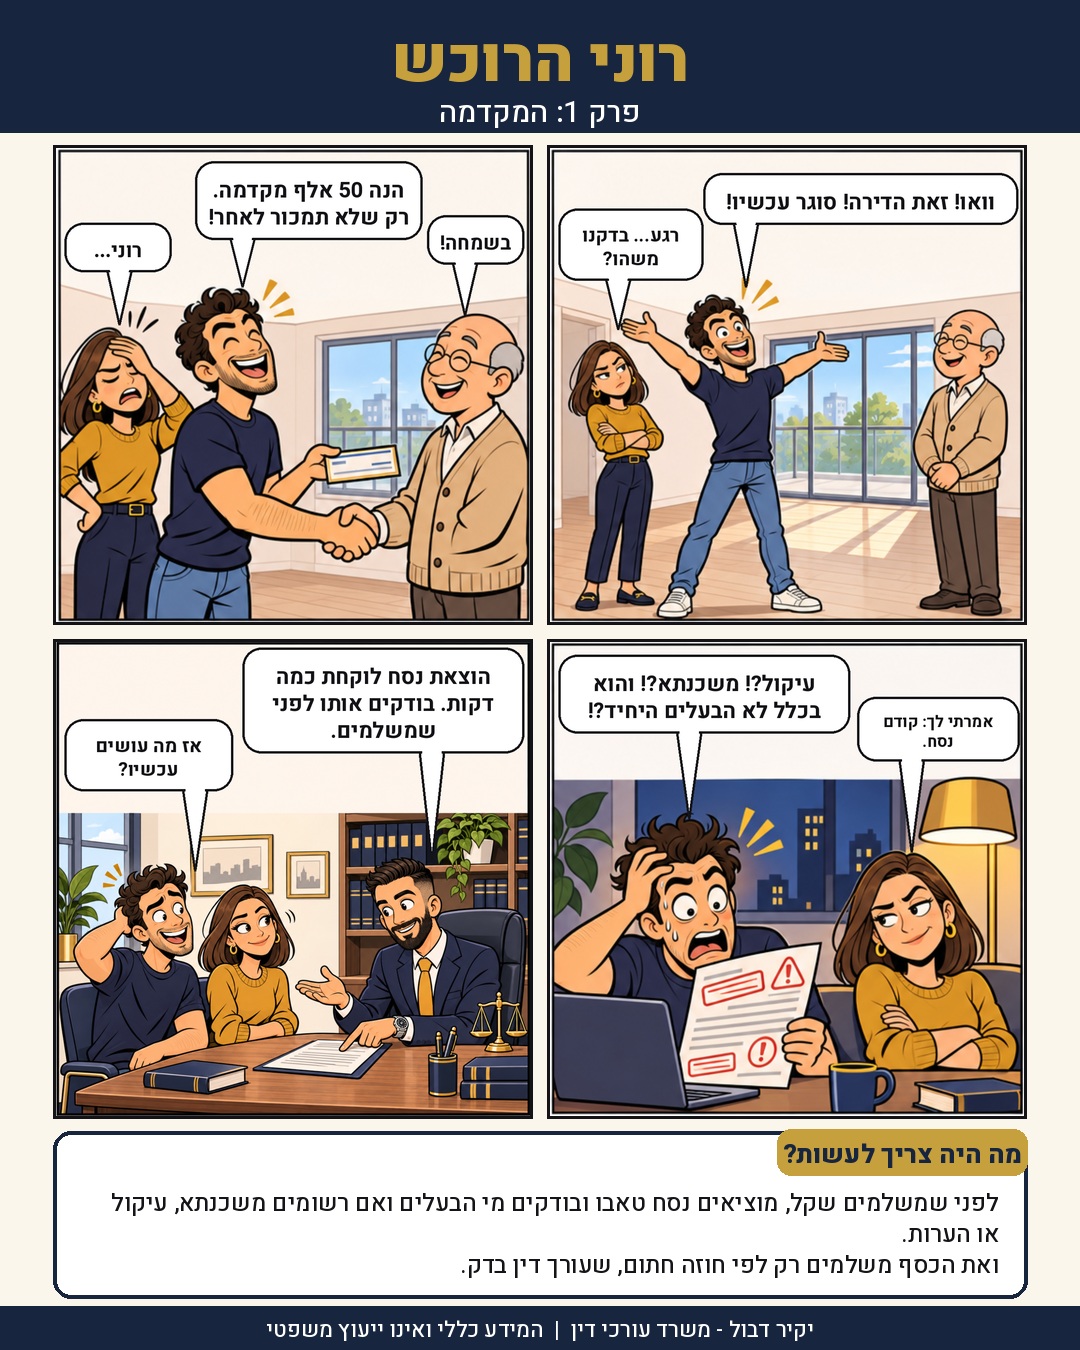 רוני הרוכש
פרק 1: המקדמה
וואו! זאת הדירה! סוגר עכשיו!
רגע... בדקנו
משהו?
הנה 50 אלף מקדמה.
רק שלא תמכור לאחר!
בשמחה!
רוני...
אמרתי לך: קודם
נסח.
עיקול?! משכנתא?! והוא
בכלל לא הבעלים היחיד?!
הוצאת נסח לוקחת כמה
דקות. בודקים אותו לפני
שמשלמים.
אז מה עושים
עכשיו?
מה היה צריך לעשות?
לפני שמשלמים שקל, מוציאים נסח טאבו ובודקים מי הבעלים ואם רשומים משכנתא, עיקול
או הערות.
ואת הכסף משלמים רק לפי חוזה חתום, שעורך דין בדק.
יקיר דבול - משרד עורכי דין | המידע כללי ואינו ייעוץ משפטי